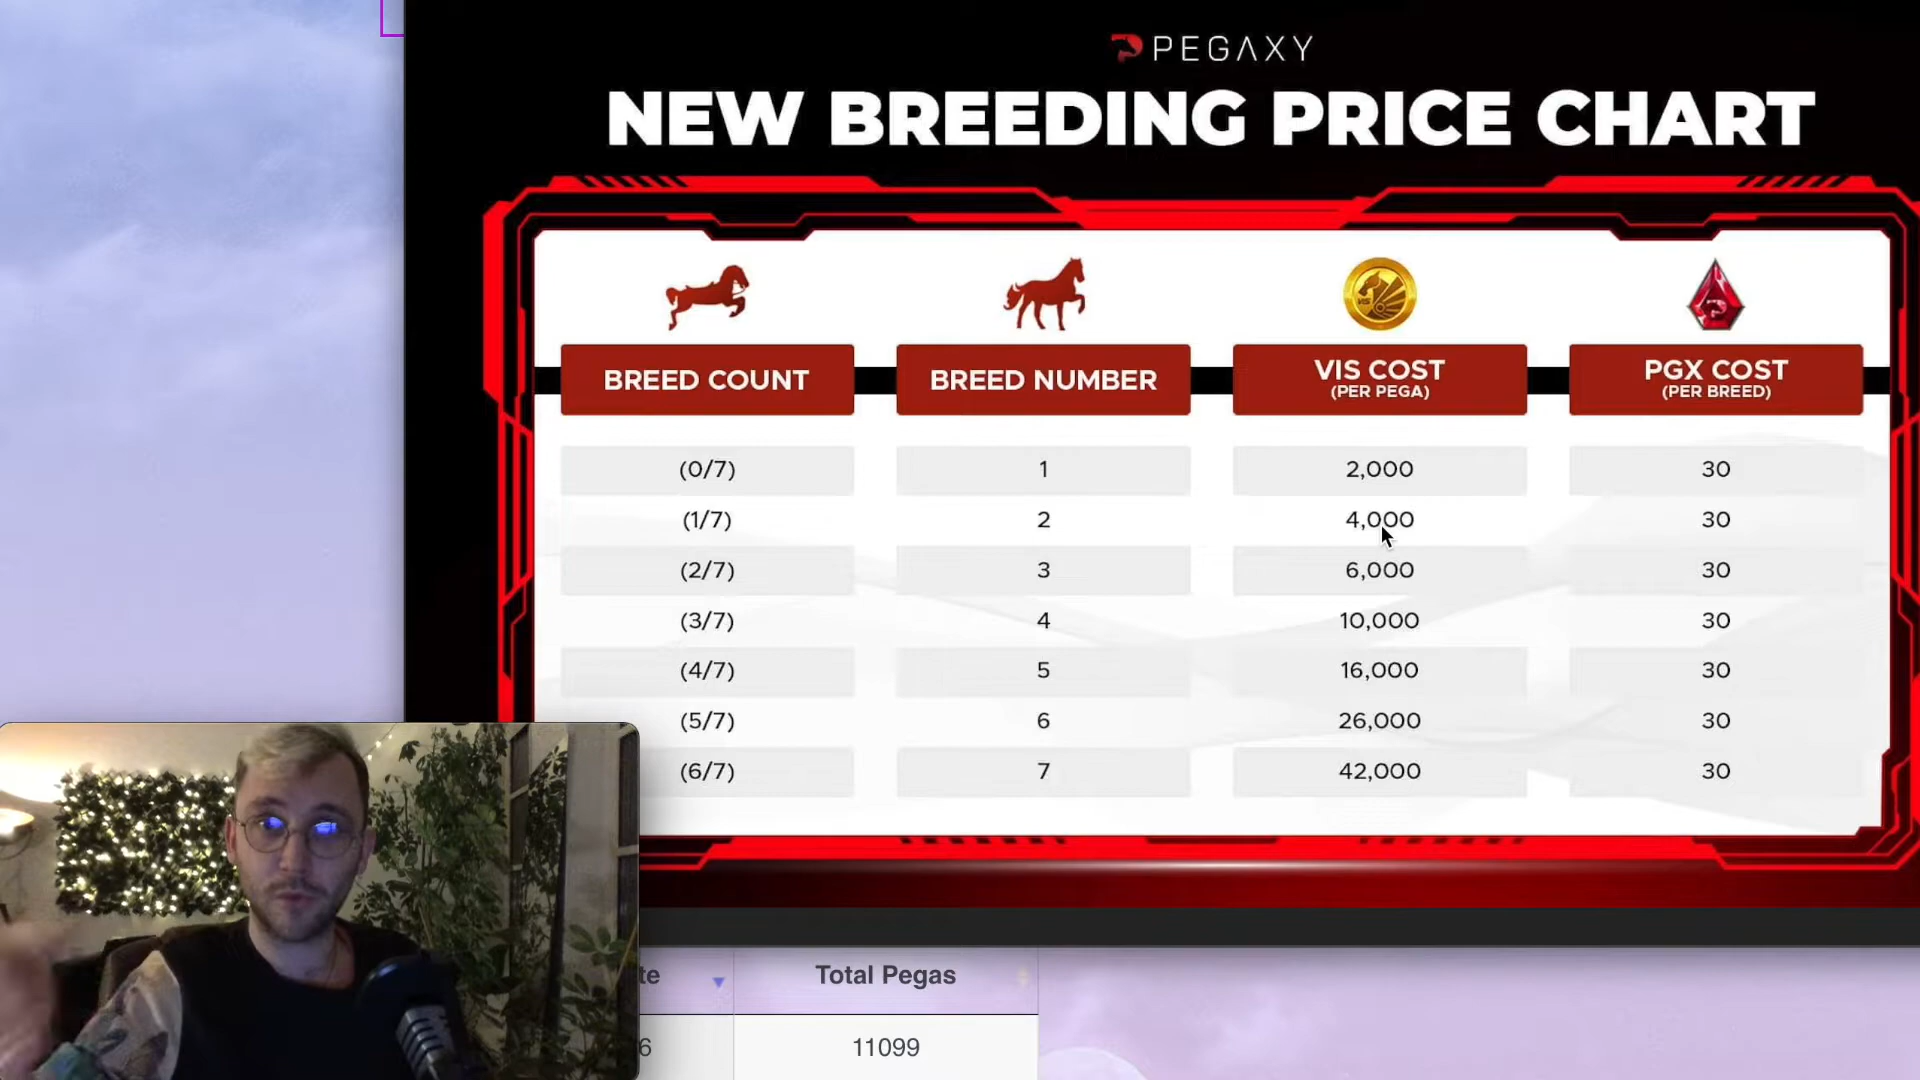 PEGAXY
NEW BREEDING PRICE CHART
BREED COUNT BREED NUMBER VIS COST (PER PEGA) PGX COST (PER BREED)
(0/7) 1 2,000 30
(1/7) 2 4,000 30
(2/7) 3 6,000 30
(3/7) 4 10,000 30
(4/7) 5 16,000 30
(5/7) 6 26,000 30
(6/7) 7 42,000 30
te Total Pegas
6 11099